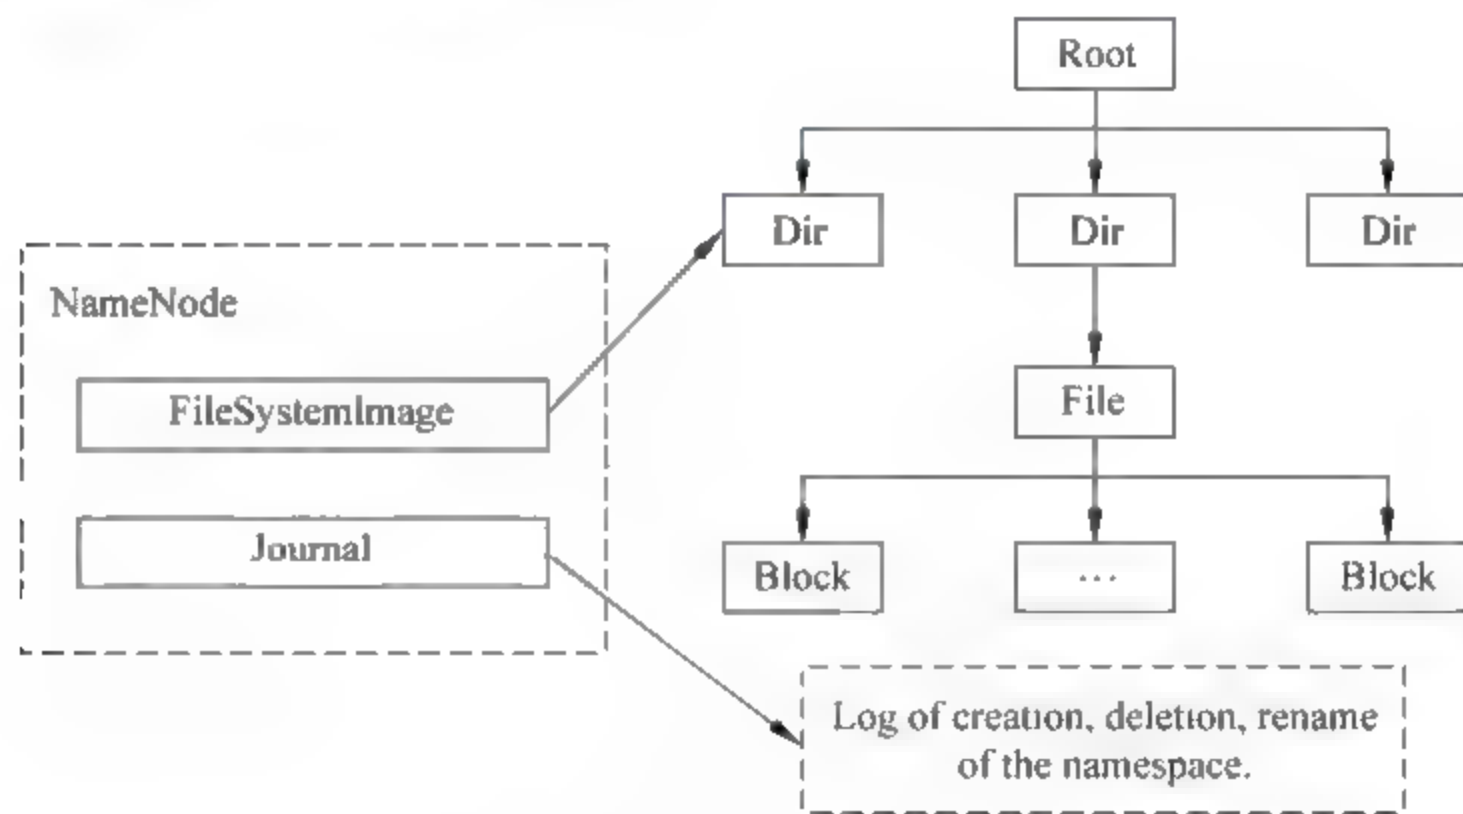 Root
Dir
Dir
Dir
NameNode
FileSystemImage
File
Journal
Block
...
Block
Log of creation, deletion, rename
of the namespace.